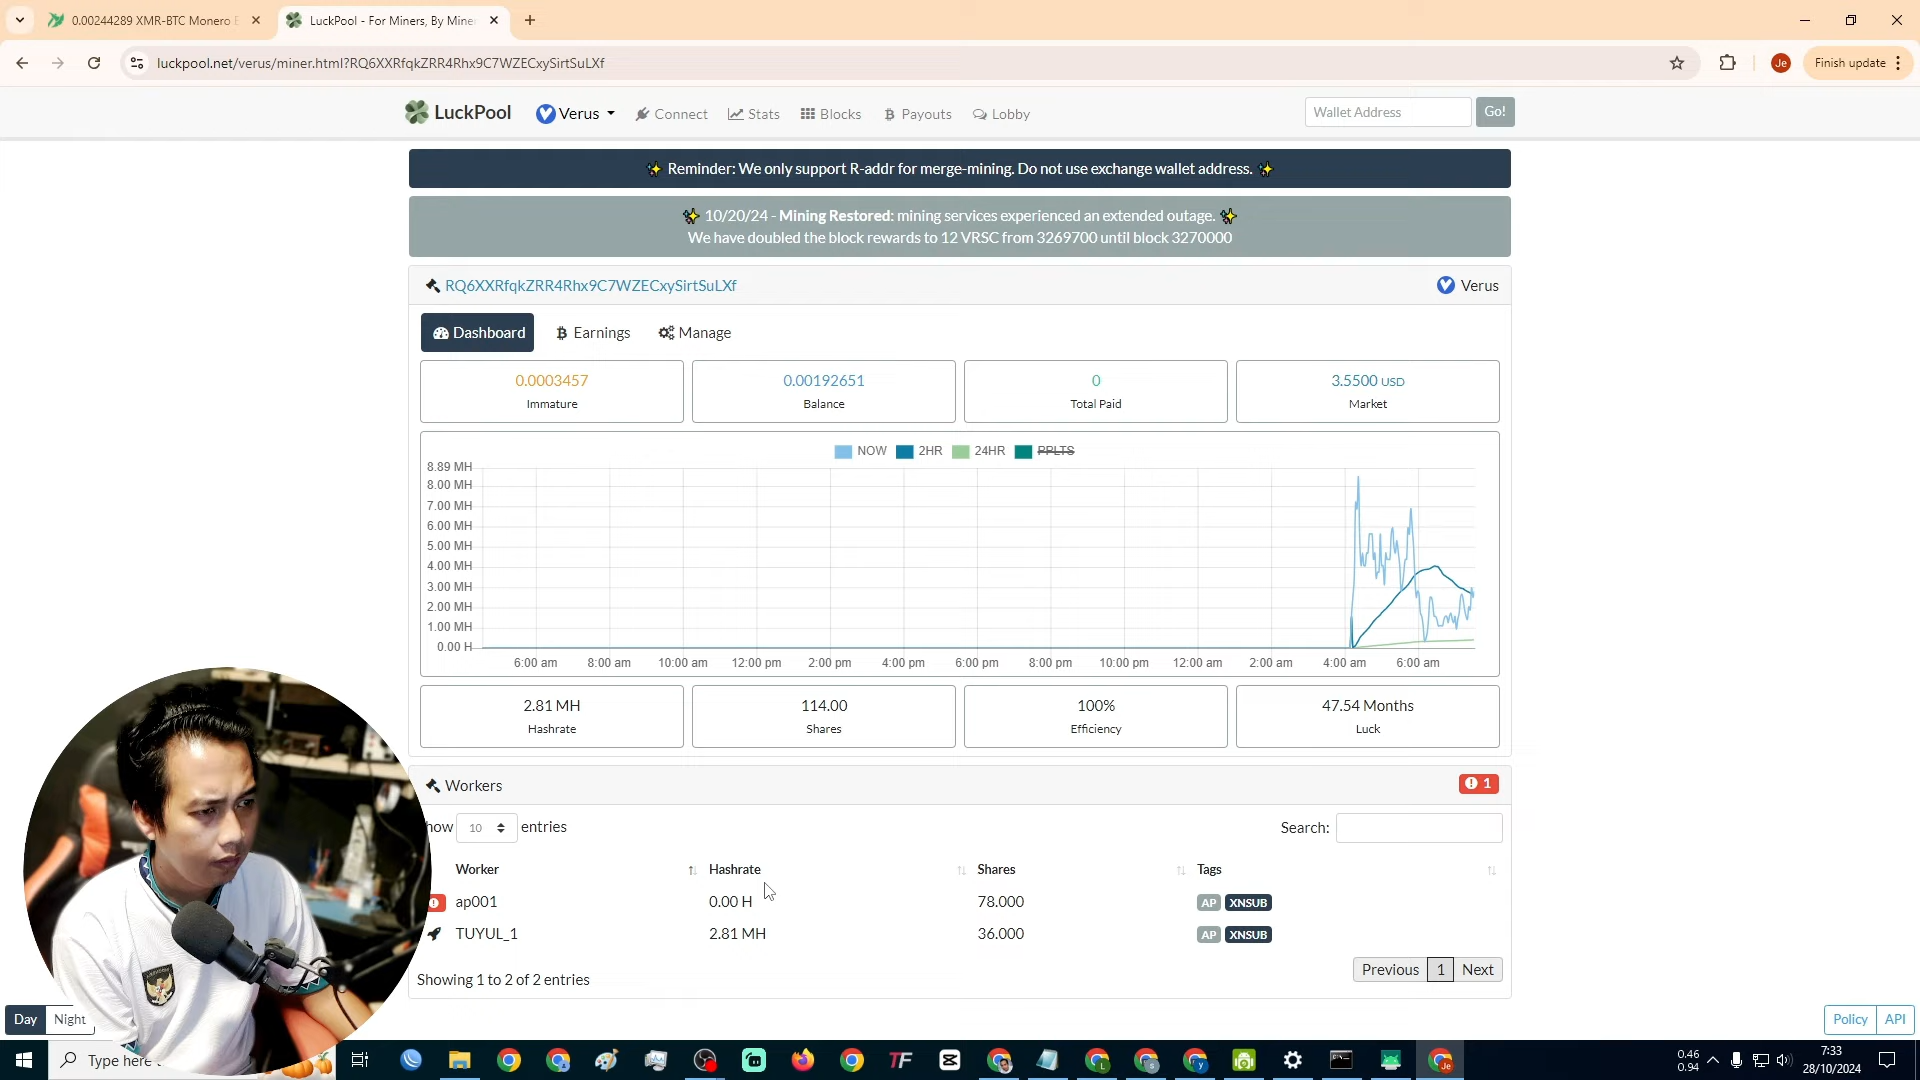 0.00244289 XMR-BTC Monero E
LuckPool - For Miners, By Mine
luckpool.net/verus/miner.html?RQ6XXRfqkZRR4Rhx9C7WZECxySirtSuLXf
Je
Finish update
LuckPool
Verus
Connect
Stats
Blocks
Payouts
Lobby
Wallet Address
Go!
Reminder: We only support R-addr for merge-mining. Do not use exchange wallet address.
10/20/24 - Mining Restored: mining services experienced an extended outage.
We have doubled the block rewards to 12 VRSC from 3269700 until block 3270000
RQ6XXRfqkZRR4Rhx9C7WZECxySirtSuLXf
Verus
Dashboard
Earnings
Manage
0.0003457
Immature
0.00192651
Balance
0
Total Paid
3.5500 USD
Market
NOW 2HR 24HR PPLTS
8.89 MH
8.00 MH
7.00 MH
6.00 MH
5.00 MH
4.00 MH
3.00 MH
2.00 MH
1.00 MH
0.00 H
6:00 am 8:00 am 10:00 am 12:00 pm 2:00 pm 4:00 pm 6:00 pm 8:00 pm 10:00 pm 12:00 am 2:00 am 4:00 am 6:00 am
2.81 MH
Hashrate
114.00
Shares
100%
Efficiency
47.54 Months
Luck
Workers
1
how 10 entries
Search:
Worker Hashrate Shares Tags
ap001 0.00 H 78.000 AP XNSUB
TUYUL_1 2.81 MH 36.000 AP XNSUB
Showing 1 to 2 of 2 entries
Previous 1 Next
Day Night
Policy API
Type here
TF
0.46
0.94
7:33
28/10/2024